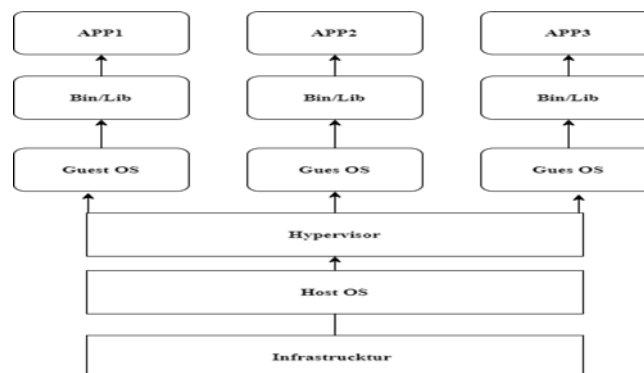 APP1 APP2 APP3
Bin/Lib Bin/Lib Bin/Lib
Guest OS Gues OS Gues OS
Hypervisor
Host OS
Infrastrucktur